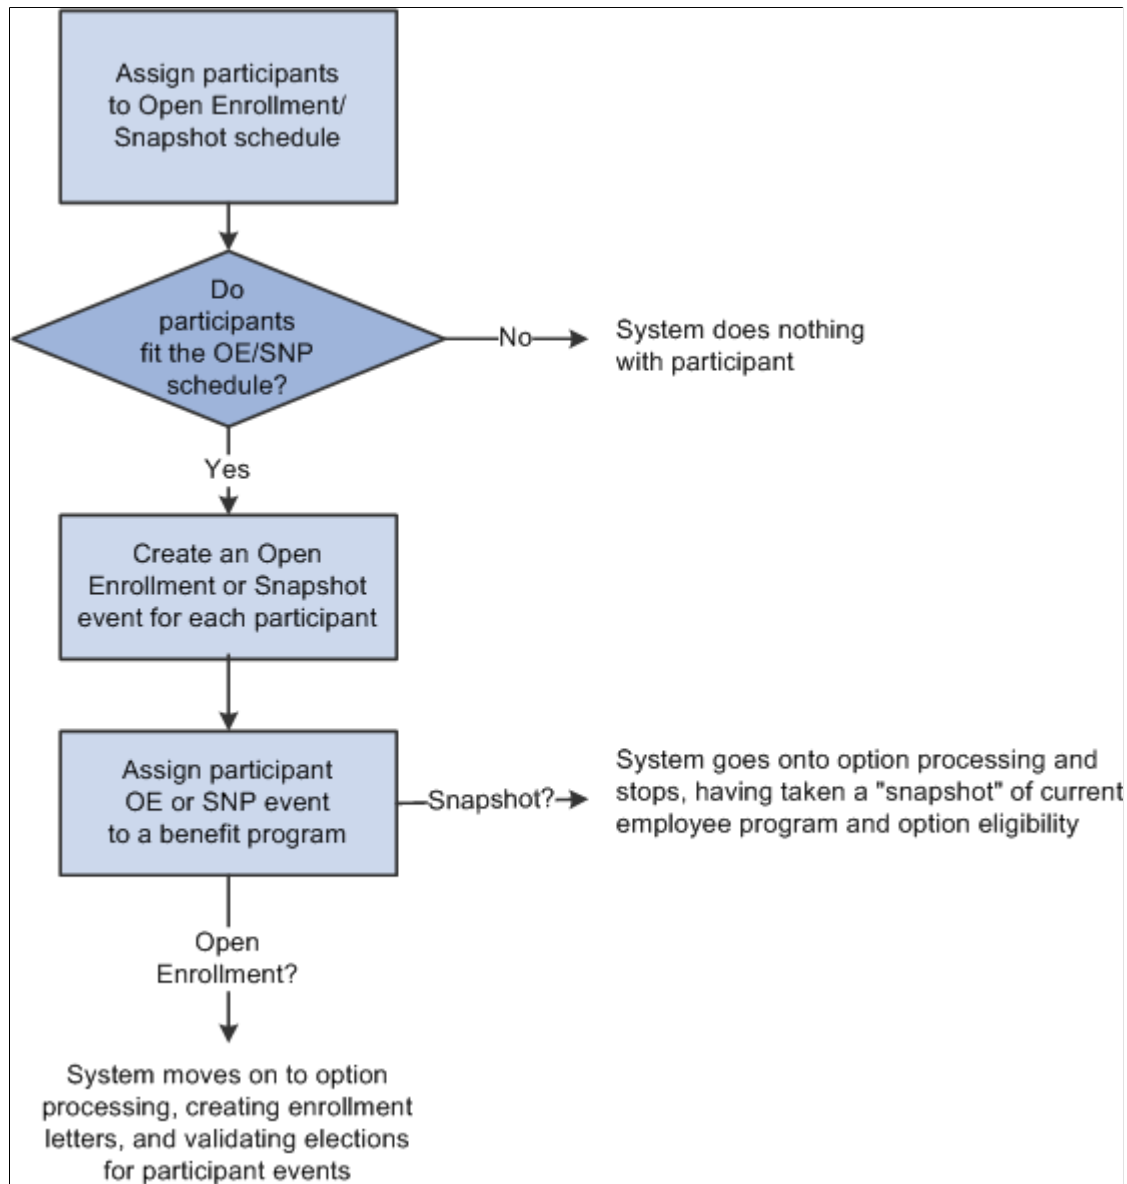 Assign participants
to Open Enrollment/
Snapshot schedule
Do
participants
fit the OE/SNP
schedule?
No
System does nothing
with participant
Yes
Create an Open
Enrollment or Snapshot
event for each participant
Assign participant
OE or SNP event
to a benefit program
Snapshot?
System goes onto option processing and
stops, having taken a "snapshot" of current
employee program and option eligibility
Open
Enrollment?
System moves on to option
processing, creating enrollment
letters, and validating elections
for participant events